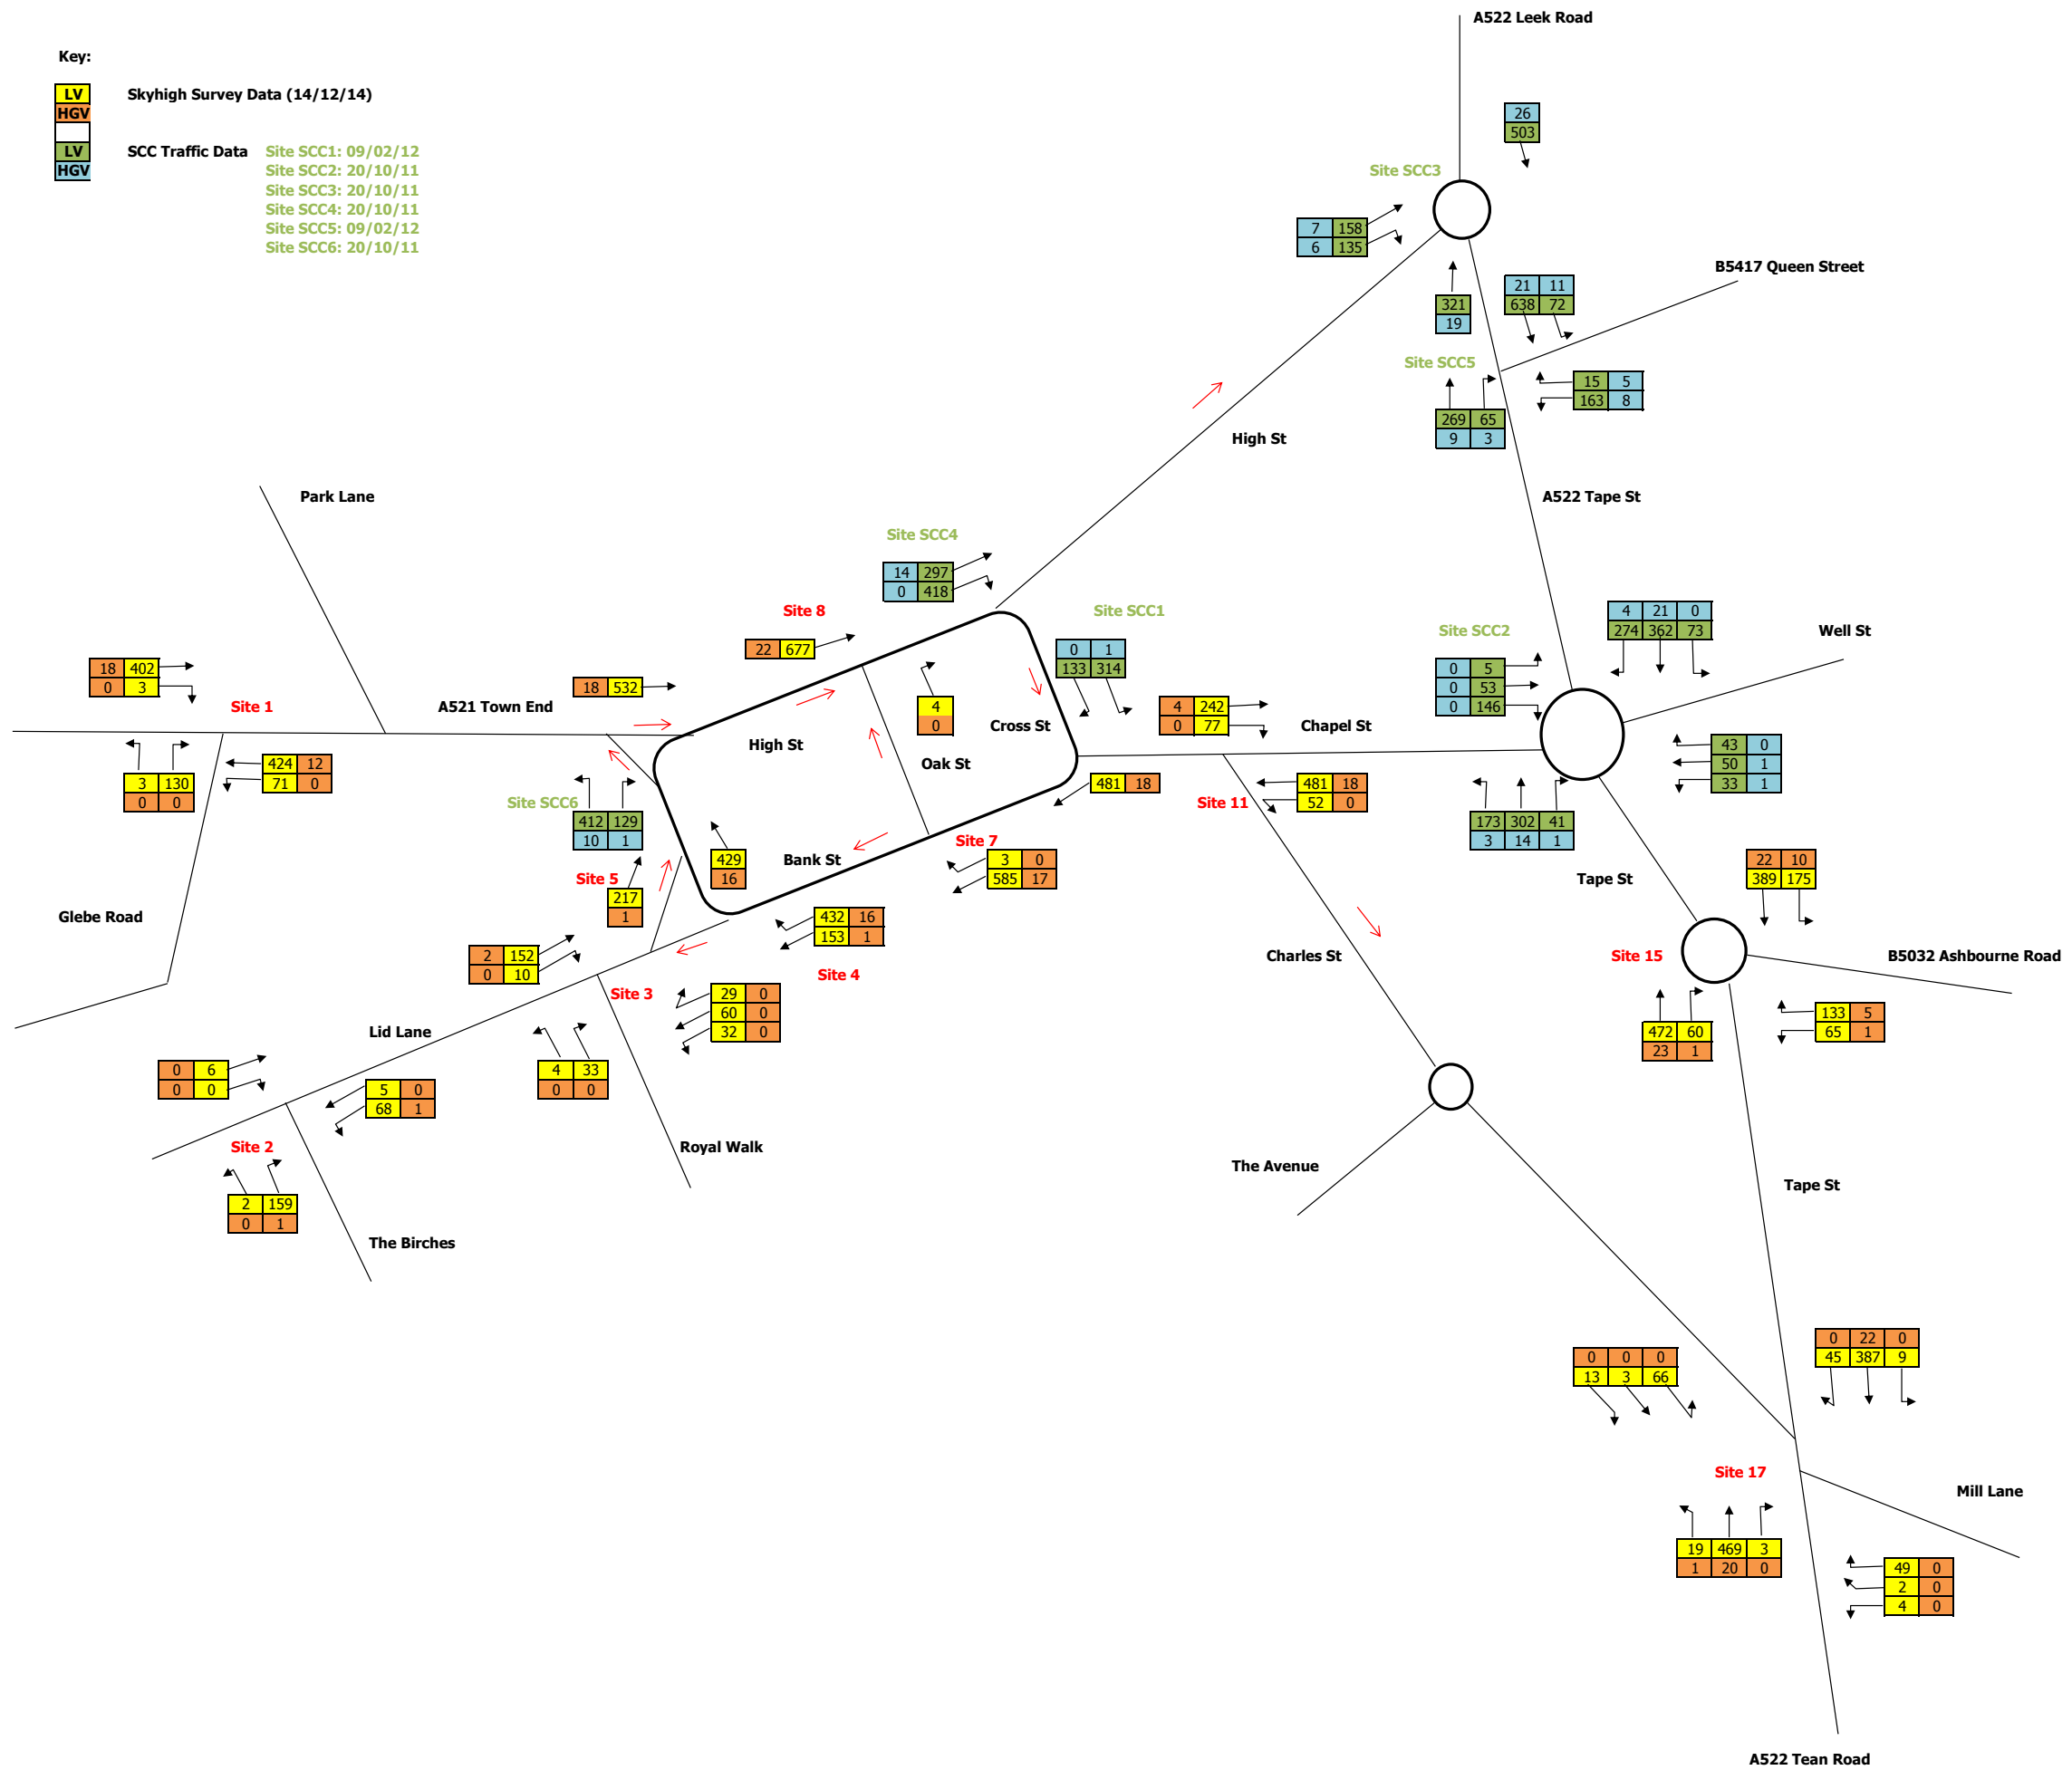 A522 Leek Road
Key:
LV Skyhigh Survey Data (14/12/14)
HGV
LV SCC Traffic Data Site SCC1: 09/02/12
HGV Site SCC2: 20/10/11
Site SCC3: 20/10/11
Site SCC4: 20/10/11
Site SCC5: 09/02/12
Site SCC6: 20/10/11
26
503
Site SCC3
7 158
6 135
B5417 Queen Street
21 11
638 72
321
19
Site SCC5
15 5
163 8
269 65
9 3
High St
A522 Tape St
Park Lane
Site SCC4
14 297
0 418
Site 8
Site SCC1
22 677
0 1
133 314
4 21 0
274 362 73
Well St
Site SCC2
0 5
0 53
0 146
18 402
0 3
Site 1
A521 Town End
18 532
4
0
High St
Cross St
Oak St
4 242
0 77
Chapel St
43 0
50 1
33 1
424 12
71 0
3 130
0 0
Site SCC6
412 129
10 1
481 18
Site 11
481 18
52 0
173 302 41
3 14 1
Site 7
3 0
585 17
Bank St
429
16
Site 5
217
1
Tape St
22 10
389 175
Glebe Road
432 16
153 1
Site 4
2 152
0 10
Site 3
29 0
60 0
32 0
Charles St
Site 15
B5032 Ashbourne Road
472 60
23 1
133 5
65 1
Lid Lane
0 6
0 0
4 33
0 0
5 0
68 1
Site 2
Royal Walk
The Avenue
Tape St
2 159
0 1
The Birches
0 0 0
13 3 66
0 22 0
45 387 9
Site 17
Mill Lane
19 469 3
1 20 0
49 0
2 0
4 0
A522 Tean Road